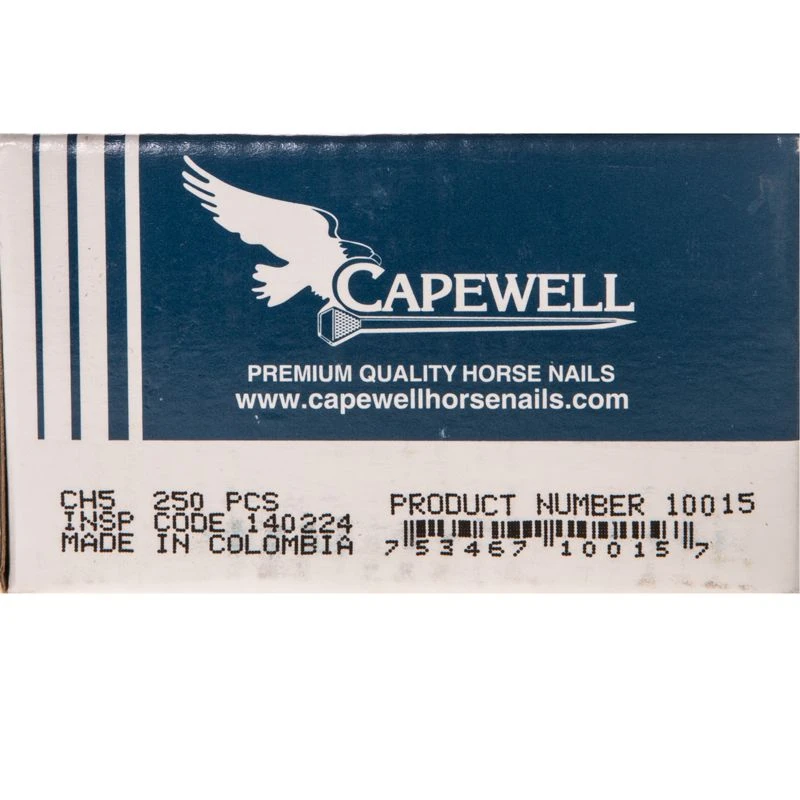 CAPEWELL
PREMIUM QUALITY HORSE NAILS
www.capewellhorsenails.com
CH5 250 PCS
INSP CODE 140224
MADE IN COLOMBIA
PRODUCT NUMBER 10015
7 53467 10015 7